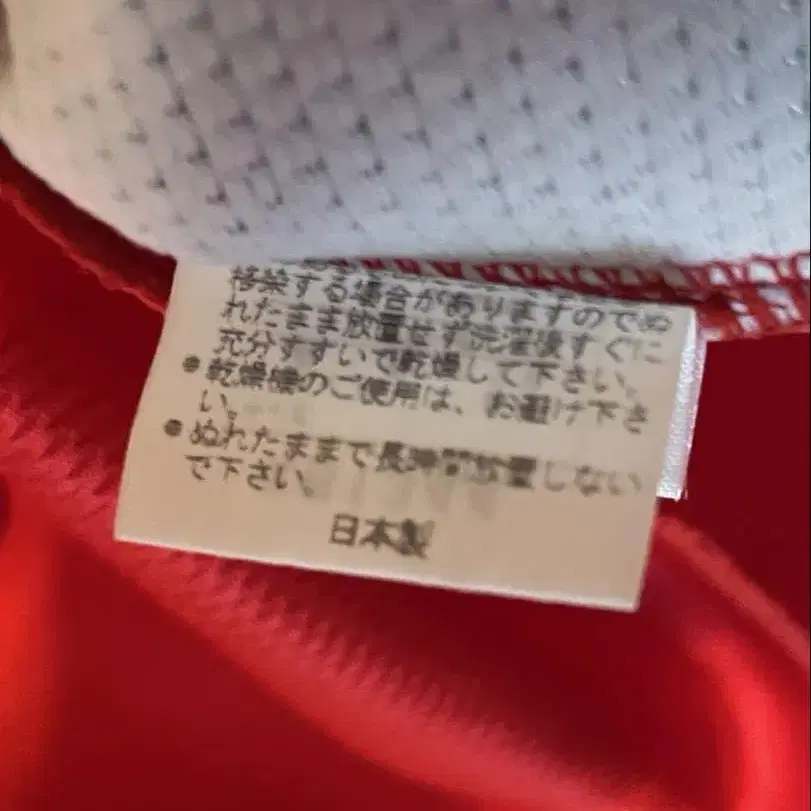 移染する場合がありますのでぬ
れたまま放置せず洗濯後すぐに
充分すすいで乾燥して下さい。
●乾燥機のご使用は、お避け下さ
い。
●ぬれたままで長時間放置しない
で下さい。
日本製